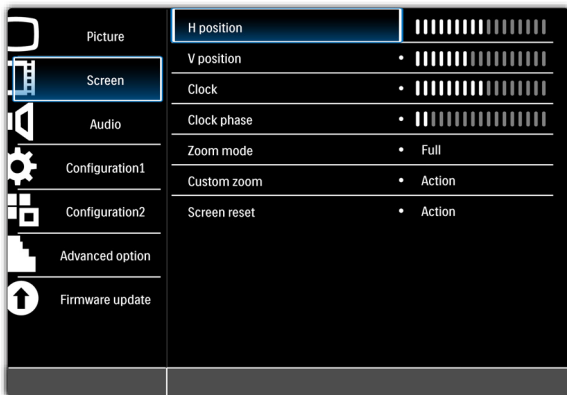 Picture
Screen
Audio
Configuration1
Configuration2
Advanced option
Firmware update
H position
V position •
Clock •
Clock phase •
Zoom mode • Full
Custom zoom • Action
Screen reset • Action